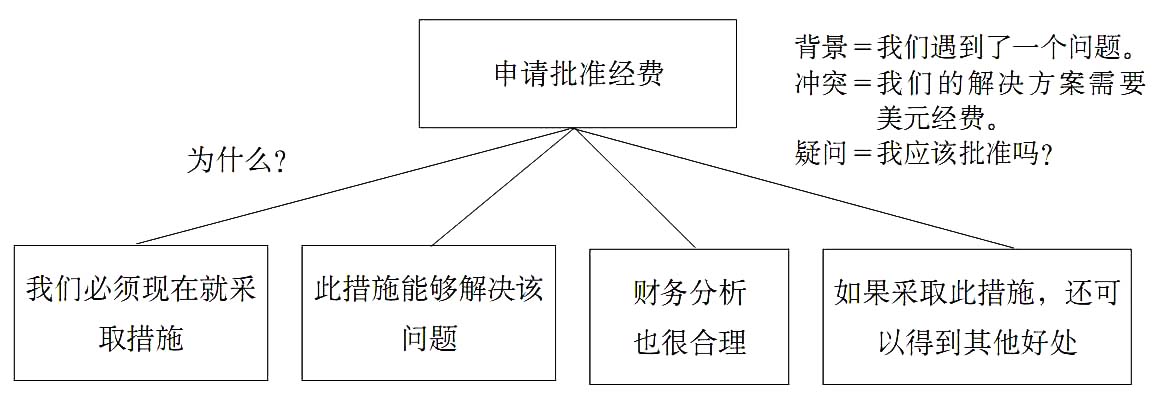 申请批准经费
背景＝我们遇到了一个问题。
冲突＝我们的解决方案需要
美元经费。
疑问＝我应该批准吗？
为什么？
我们必须现在就采
取措施
此措施能够解决该
问题
财务分析
也很合理
如果采取此措施，还可
以得到其他好处